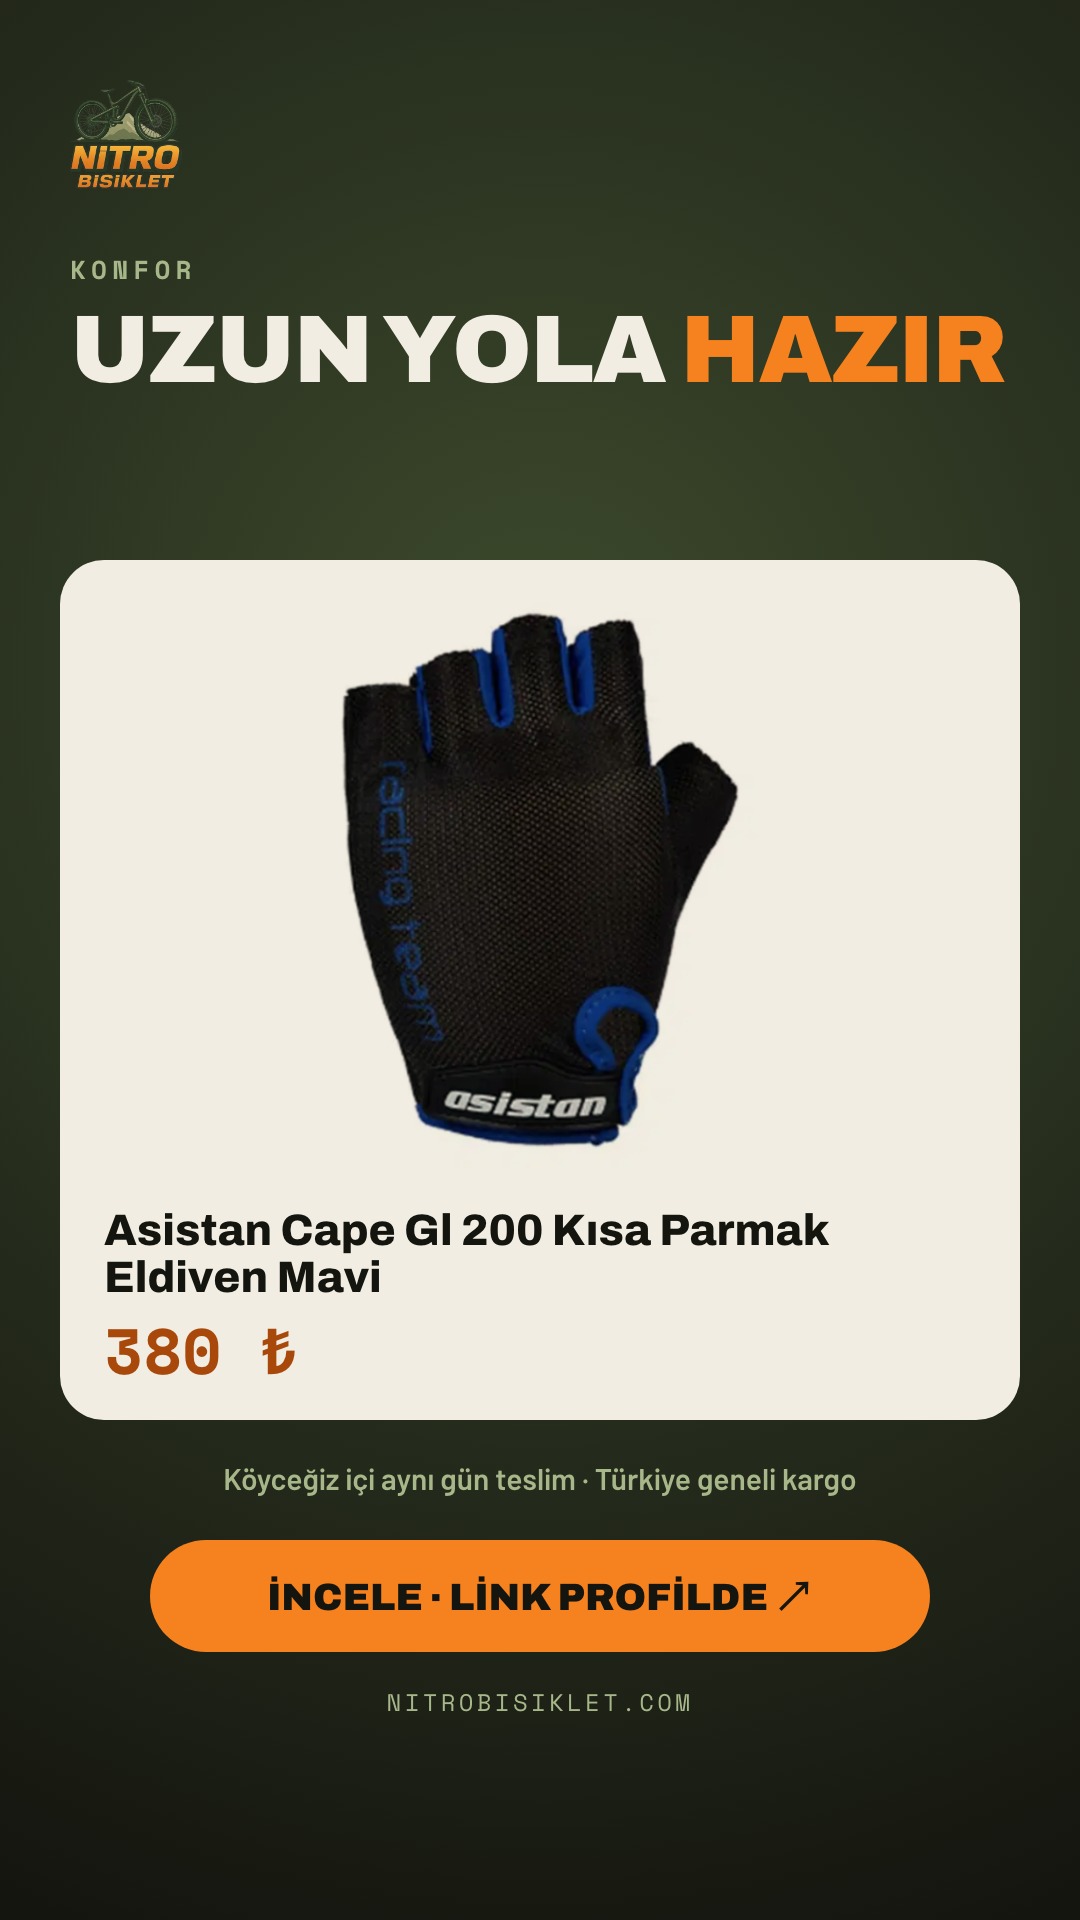 NiTRO
BiSiKLET
KONFOR
UZUN YOLA HAZIR
racing team
asistan
Asistan Cape Gl 200 Kısa Parmak
Eldiven Mavi
380 ₺
Köyceğiz içi aynı gün teslim · Türkiye geneli kargo
İNCELE · LİNK PROFİLDE ↗
NITROBISIKLET.COM